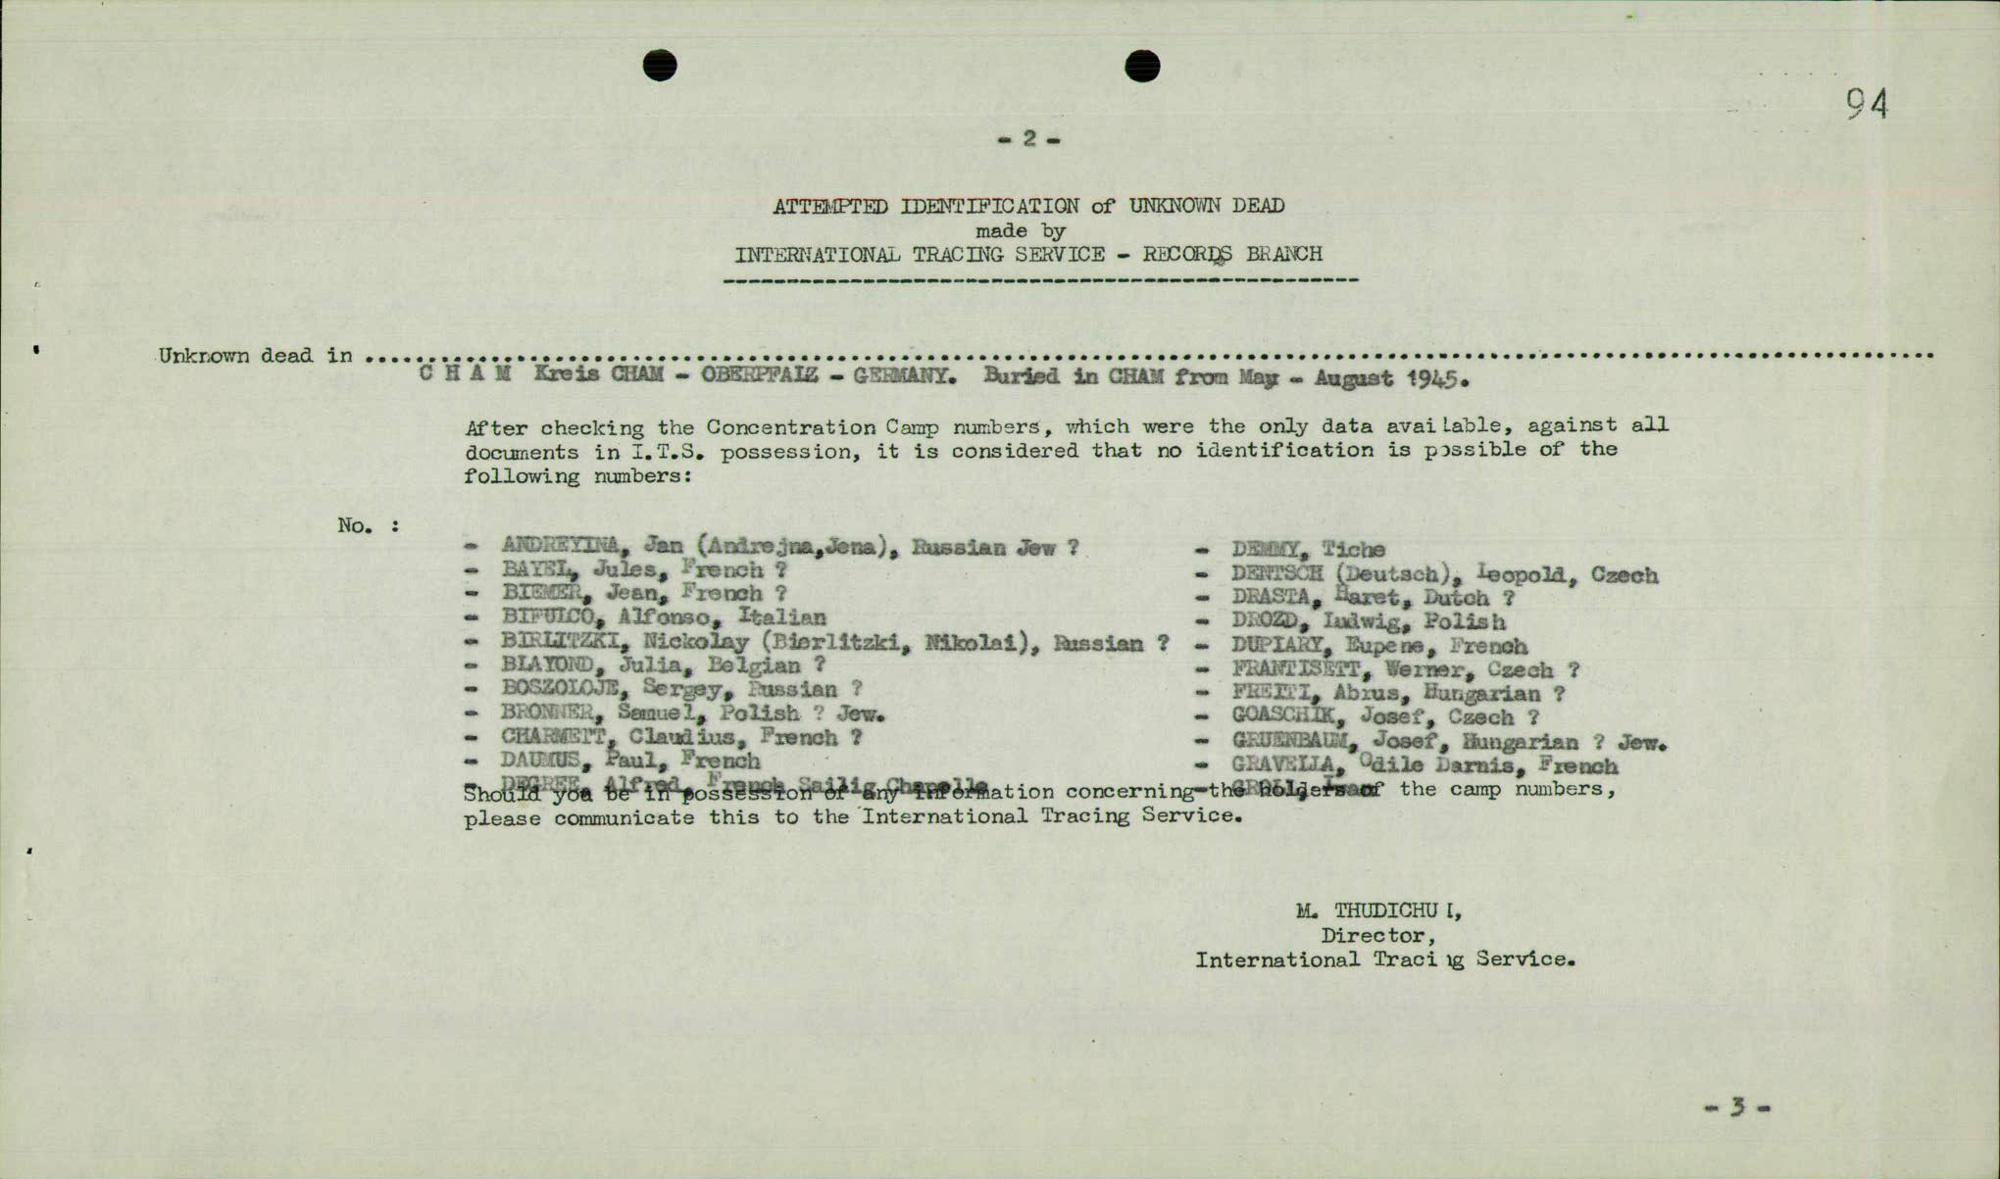 94
- 2 -
ATTEMPTED IDENTIFICATION of UNKNOWN DEAD
made by
INTERNATIONAL TRACING SERVICE - RECORDS BRANCH
Unknown dead in
C H A M Kreis CHAM - OBERPFALZ - GERMANY. Buried in CHAM from May - August 1945.
After checking the Concentration Camp numbers, which were the only data available, against all
documents in I.T.S. possession, it is considered that no identification is possible of the
following numbers:
No. :
- ANDREYINA, Jan (Andrejna,Jena), Russian Jew ?
- BAYEL, Jules, French ?
- BIEMER, Jean, French ?
- BIFULCO, Alfonso, Italian
- BIRLITZKI, Nickolay (Bierlitzki, Nikolai), Russian ?
- BLAYOND, Julia, Belgian ?
- BOSZOLOJE, Sergey, Russian ?
- BRONNER, Samuel, Polish ? Jew.
- CHARMETT, Claudius, French ?
- DAUMUS, Paul, French
- DEGREE, Alfred, French Sailig Chapelle
- DEMMY, Tiche
- DENTSCH (Deutsch), Leopold, Czech
- DRASTA, Haret, Dutch ?
- DROZD, Ludwig, Polish
- DUPIARY, Eupene, French
- FRANTISETT, Werner, Czech ?
- FREITI, Abrus, Hungarian ?
- GOASCHIK, Josef, Czech ?
- GRUENBAUM, Josef, Hungarian ? Jew.
- GRAVELJA, Odile Darnis, French
Should you be in possession of any information concerning the holders of the camp numbers,
please communicate this to the International Tracing Service.
M. THUDICHUM,
Director,
International Tracing Service.
- 3 -